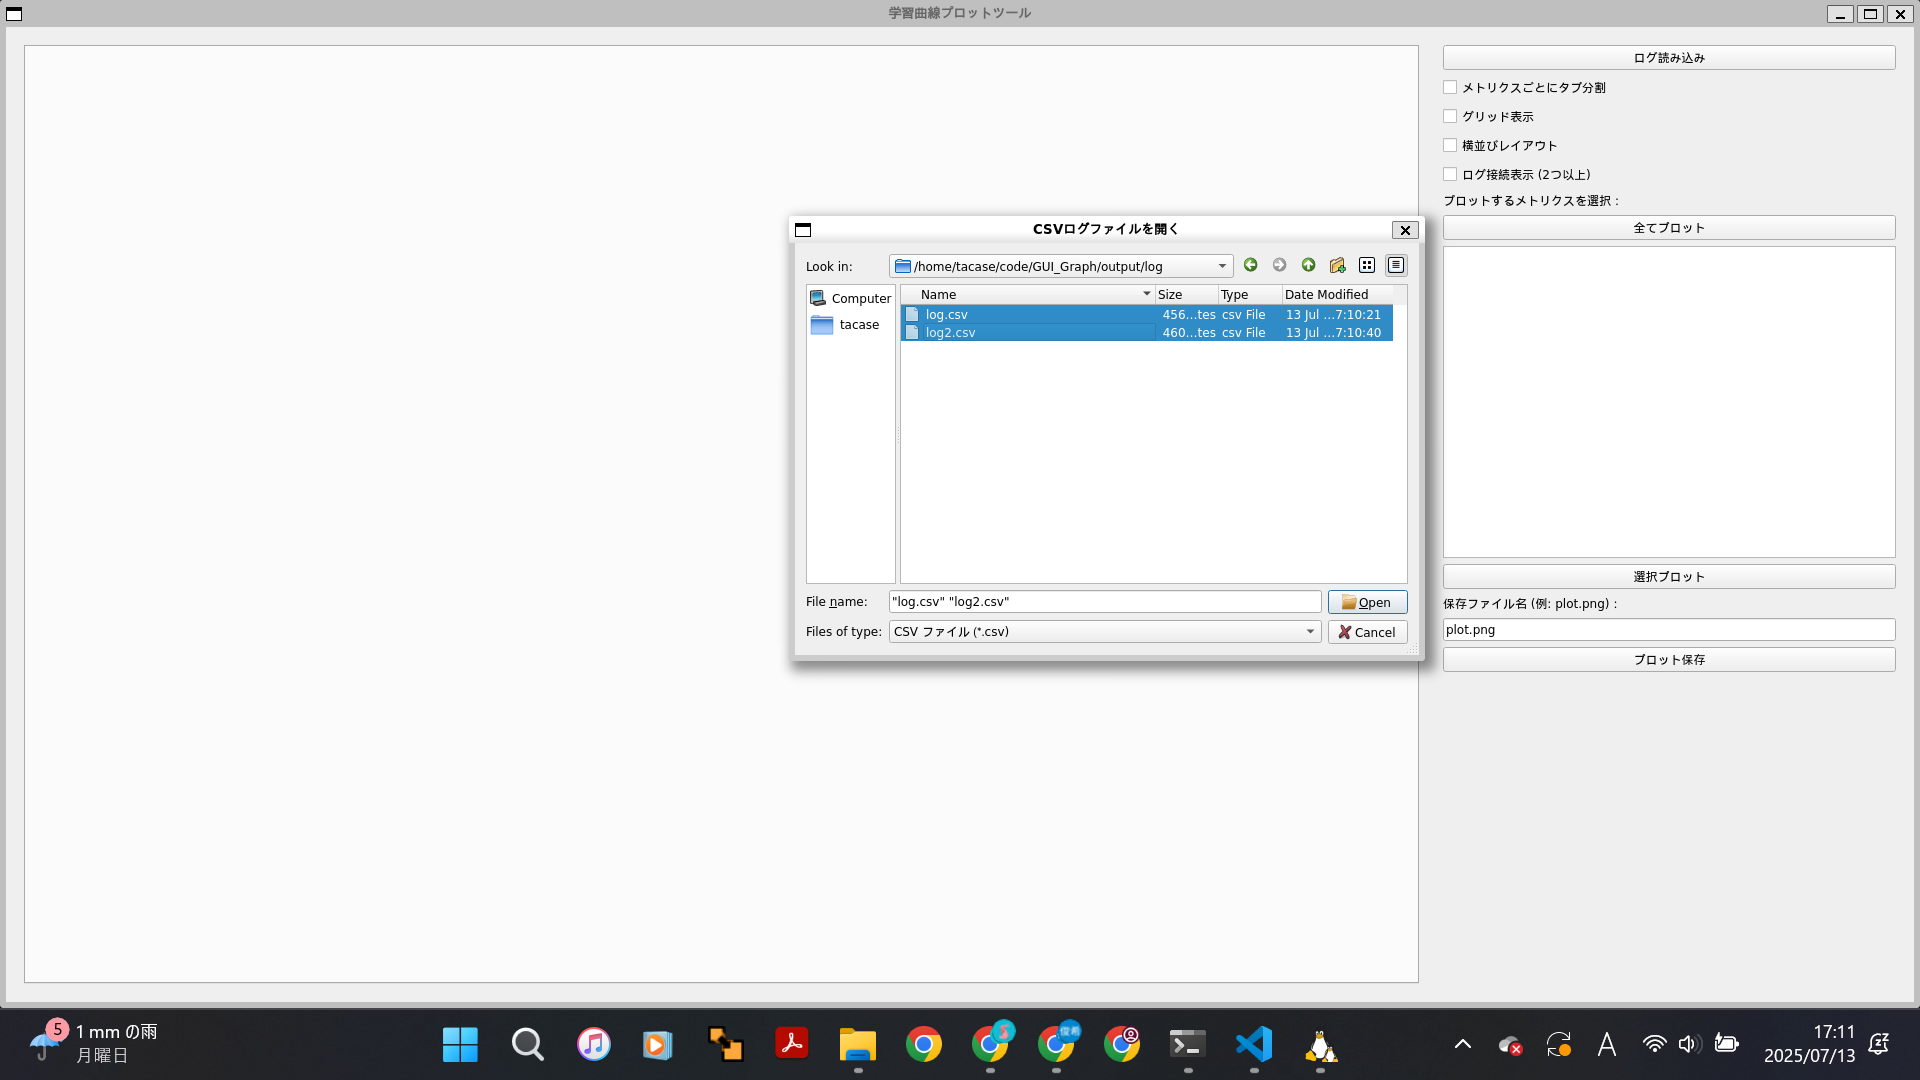 学習曲線プロットツール
ログ読み込み
メトリクスごとにタブ分割
グリッド表示
横並びレイアウト
ログ接続表示 (2つ以上)
プロットするメトリクスを選択：
全てプロット
選択プロット
保存ファイル名 (例: plot.png)：
plot.png
プロット保存
CSVログファイルを開く
Look in: /home/tacase/code/GUI_Graph/output/log
Computer
tacase
Name Size Type Date Modified
log.csv 456...tes csv File 13 Jul ...7:10:21
log2.csv 460...tes csv File 13 Jul ...7:10:40
File name: "log.csv" "log2.csv" Open
Files of type: CSV ファイル (*.csv) Cancel
5
1 mm の雨
月曜日
俊希
A
17:11
2025/07/13